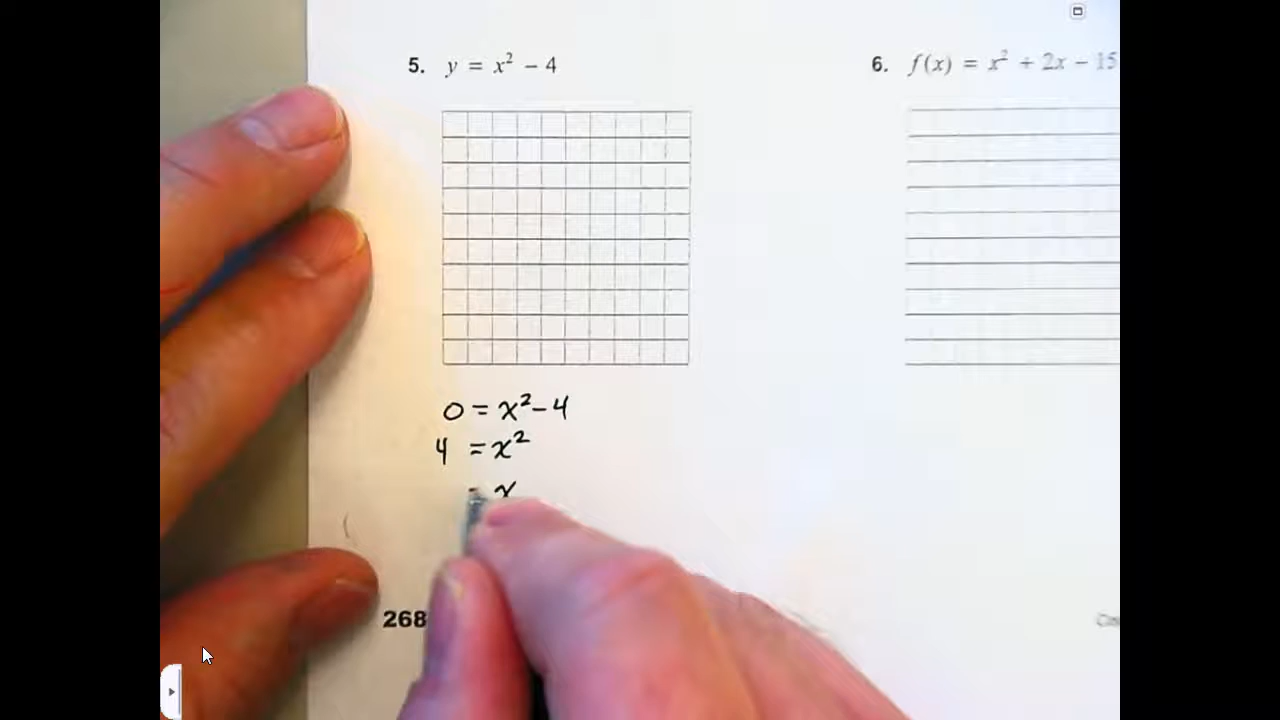 5. y = x² − 4
6. f(x) = x² + 2x − 15
0 = x² − 4
4 = x²
= x
268